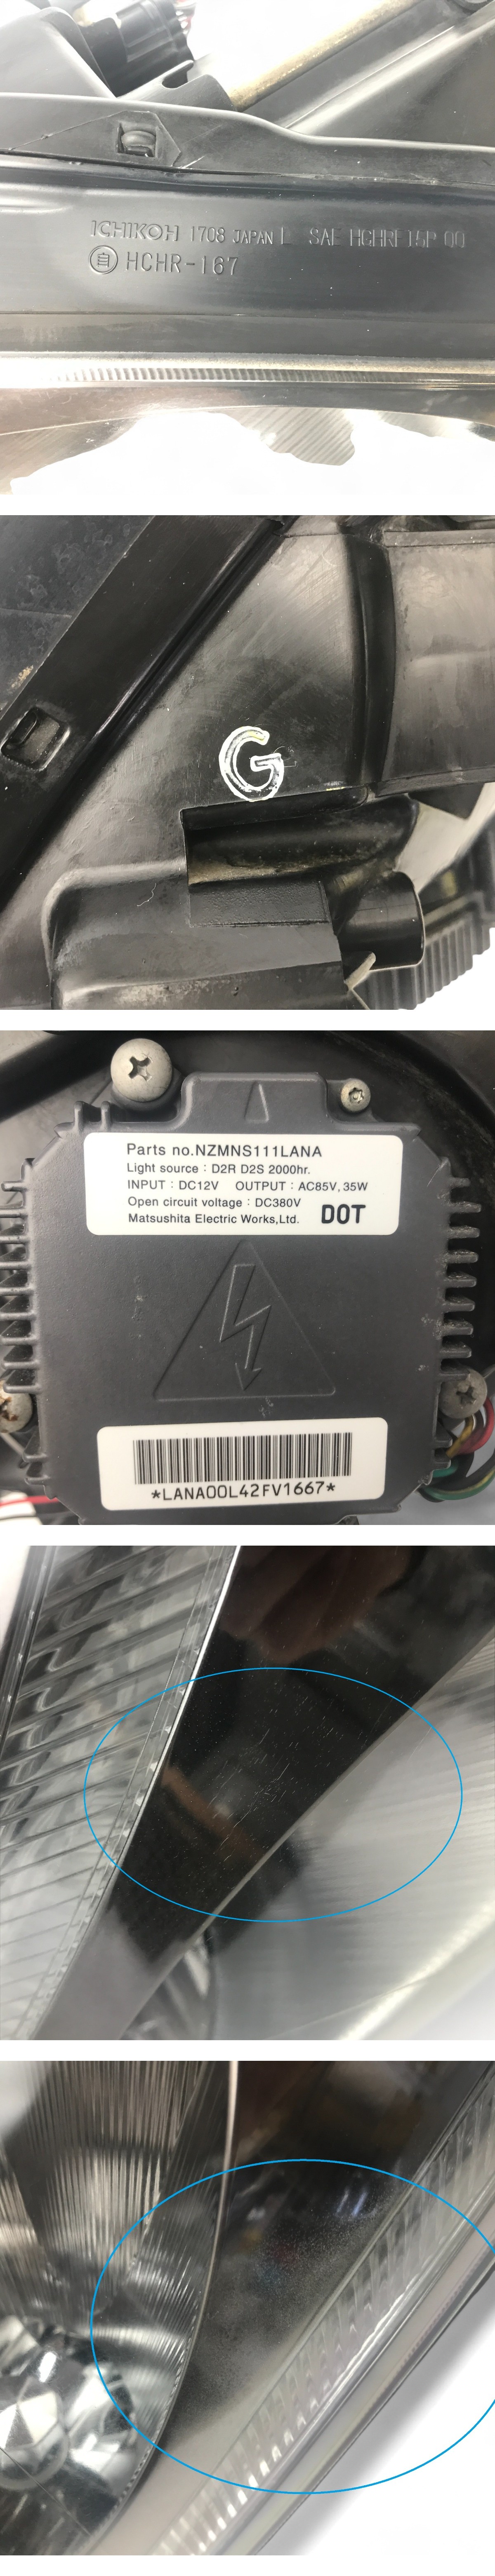 ICHIKOH 1708 JAPAN L SAE HCHRF 15P 00
自 HCHR-167
G
Parts no.NZMNS111LANA
Light source : D2R D2S 2000hr.
INPUT : DC12V OUTPUT : AC85V, 35W
Open circuit voltage : DC380V
Matsushita Electric Works,Ltd. DOT
*LANA00L42FV1667*